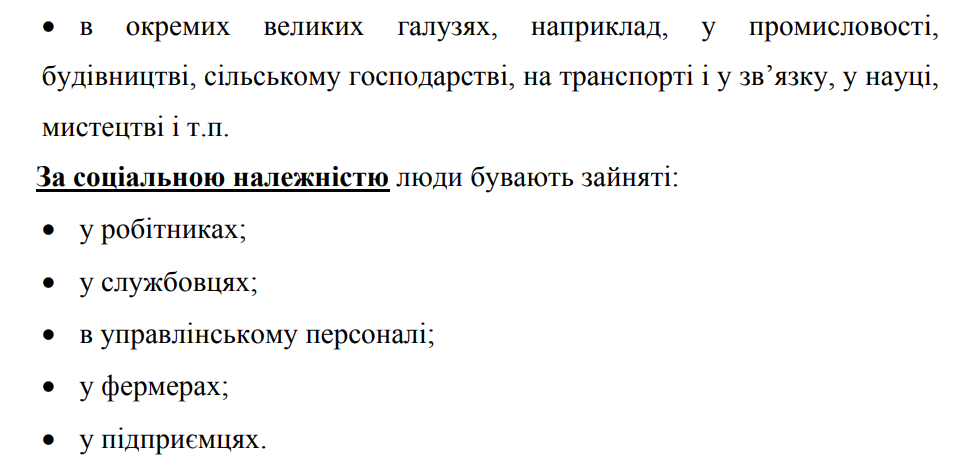 • в окремих великих галузях, наприклад, у промисловості,
будівництві, сільському господарстві, на транспорті і у зв’язку, у науці,
мистецтві і т.п.
За соціальною належністю люди бувають зайняті:
• у робітниках;
• у службовцях;
• в управлінському персоналі;
• у фермерах;
• у підприємцях.